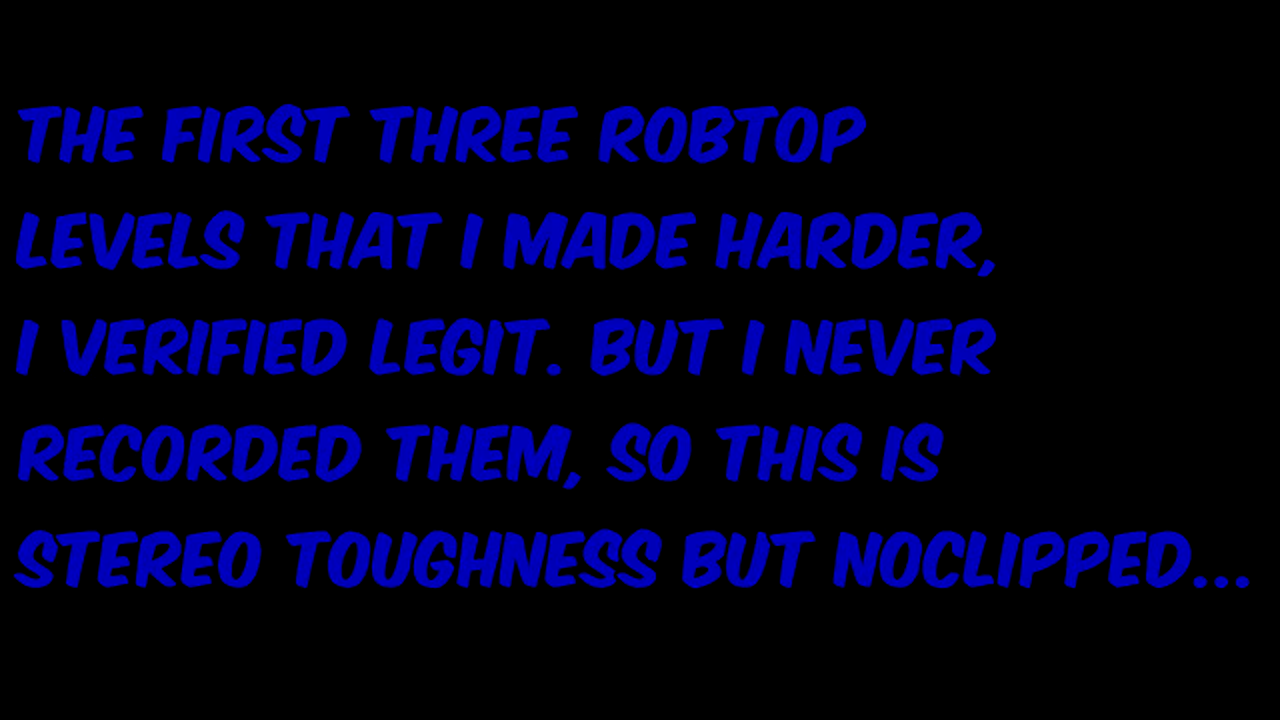 THE FIRST THREE ROBTOP
LEVELS THAT I MADE HARDER,
I VERIFIED LEGIT. BUT I NEVER
RECORDED THEM, SO THIS IS
STEREO TOUGHNESS BUT NOCLIPPED...